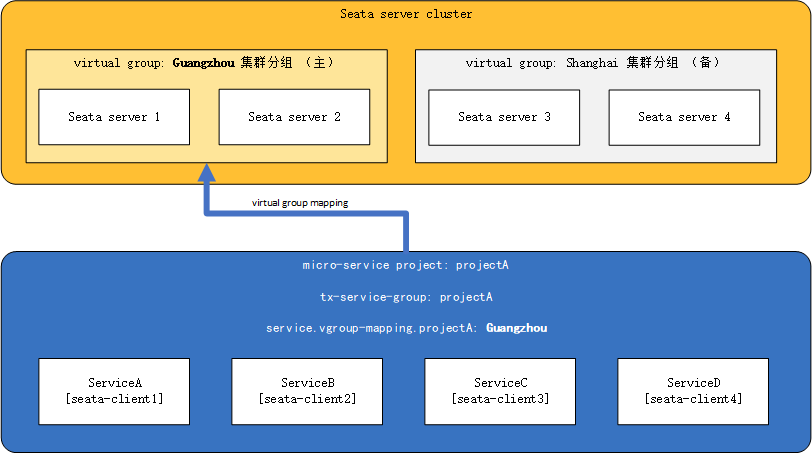 Seata server cluster
virtual group: Guangzhou 集群分组 （主）
virtual group: Shanghai 集群分组 （备）
Seata server 1
Seata server 2
Seata server 3
Seata server 4
virtual group mapping
micro-service project: projectA
tx-service-group: projectA
service.vgroup-mapping.projectA: Guangzhou
ServiceA
[seata-client1]
ServiceB
[seata-client2]
ServiceC
[seata-client3]
ServiceD
[seata-client4]